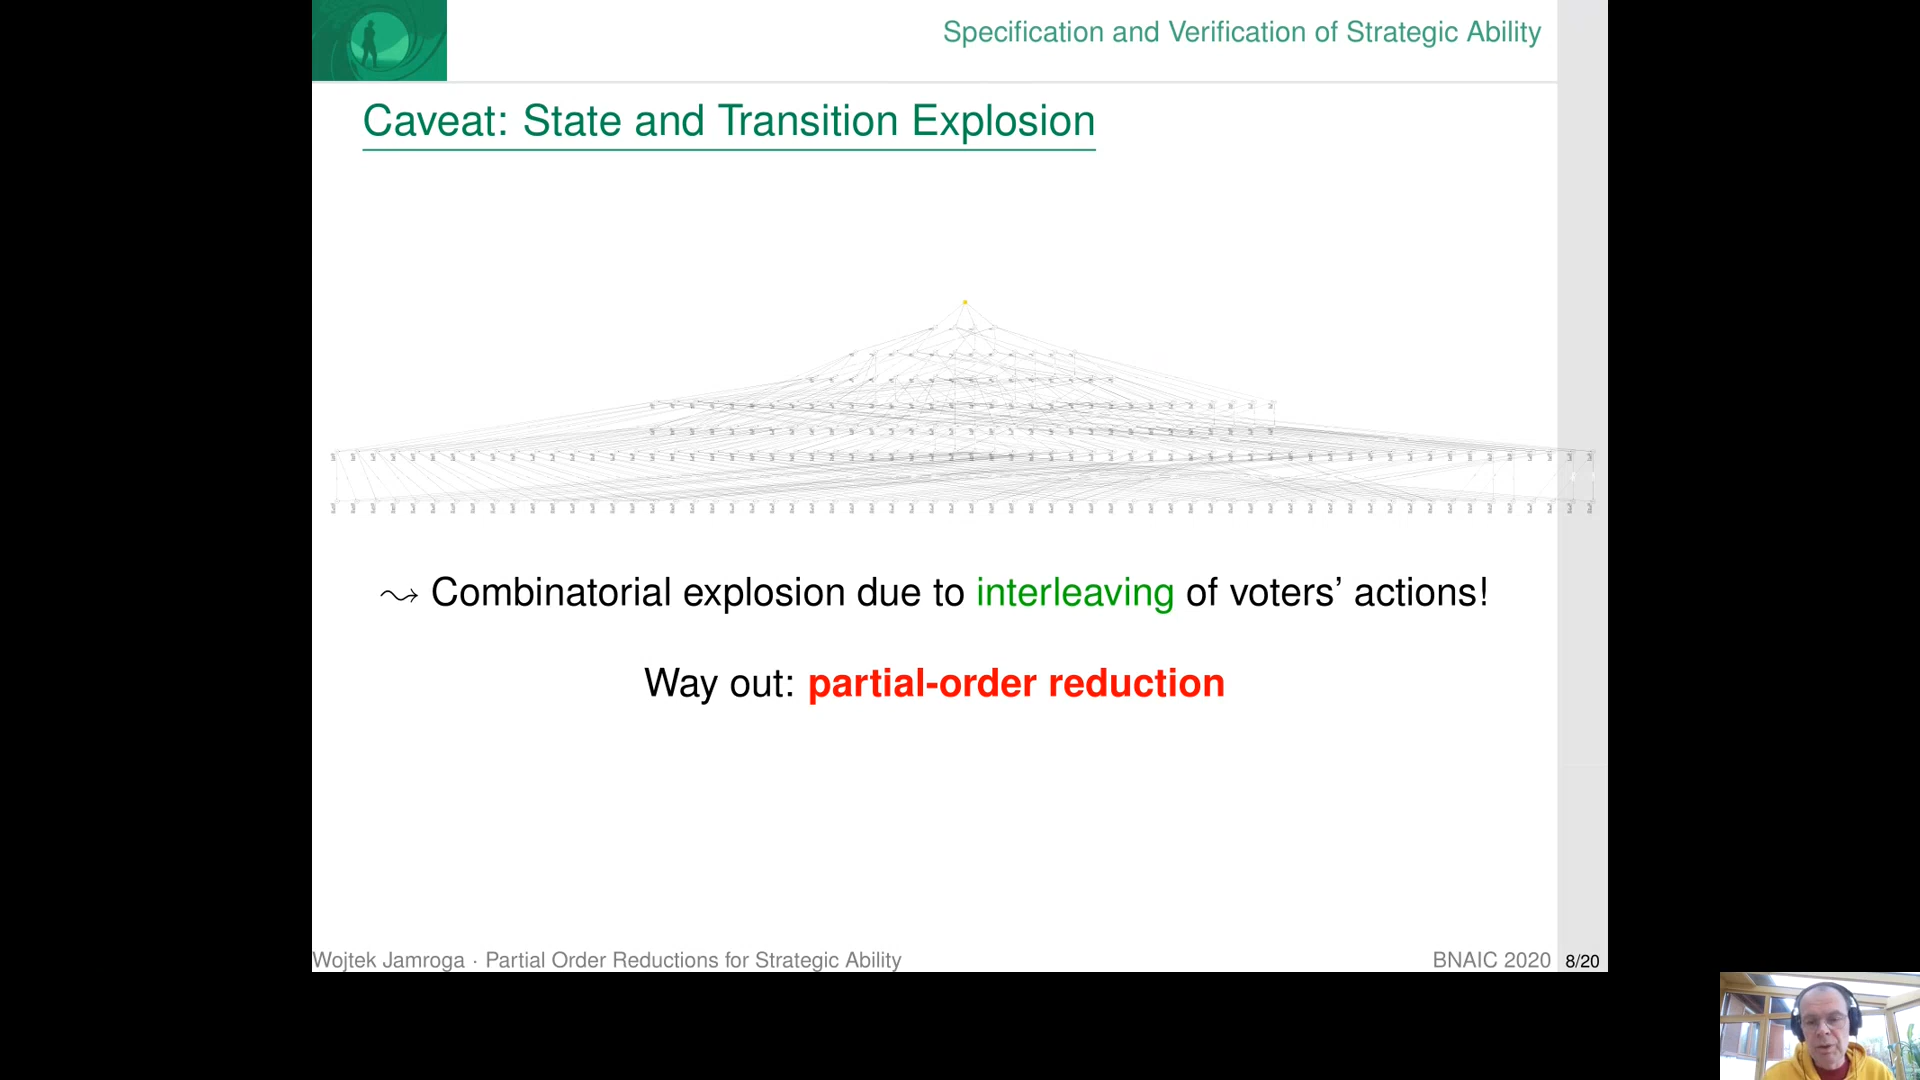 Specification and Verification of Strategic Ability
Caveat: State and Transition Explosion
⤳ Combinatorial explosion due to interleaving of voters’ actions!
Way out: partial-order reduction
Wojtek Jamroga · Partial Order Reductions for Strategic Ability
BNAIC 2020 8/20